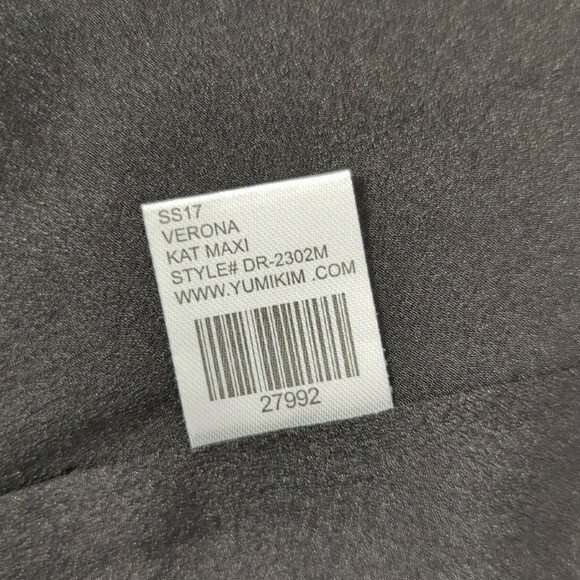 SS17
VERONA
KAT MAXI
STYLE# DR-2302M
WWW.YUMIKIM .COM
27992